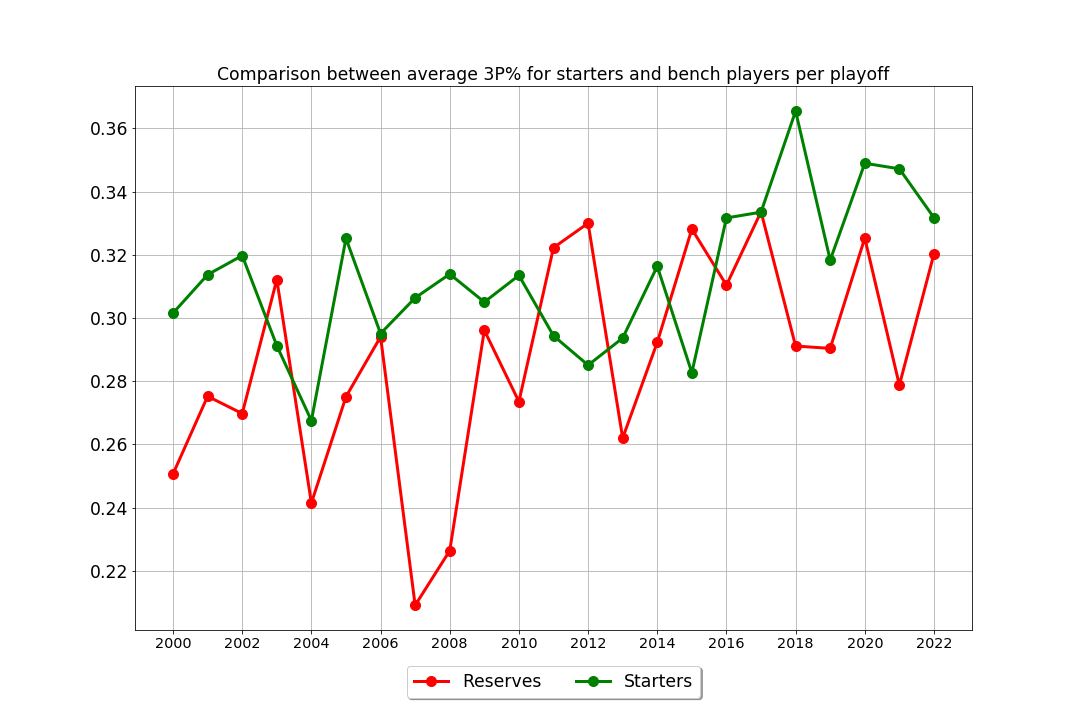 Comparison between average 3P% for starters and bench players per playoff
0.36
0.34
0.32
0.30
0.28
0.26
0.24
0.22
2000 2002 2004 2006 2008 2010 2012 2014 2016 2018 2020 2022
Reserves Starters